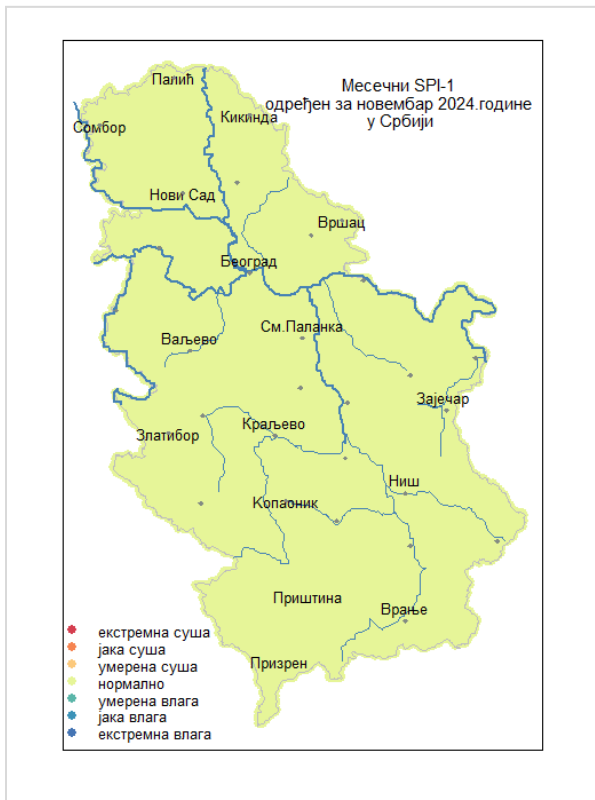 Месечни SPI-1
одређен за новембар 2024.године
у Србији
Палић
Сомбор
Кикинда
Нови Сад
Вршац
Београд
См.Паланка
Ваљево
Зајечар
Краљево
Златибор
Ниш
Копаоник
Приштина
Врање
Призрен
екстремна суша
јака суша
умерена суша
нормално
умерена влага
јака влага
екстремна влага